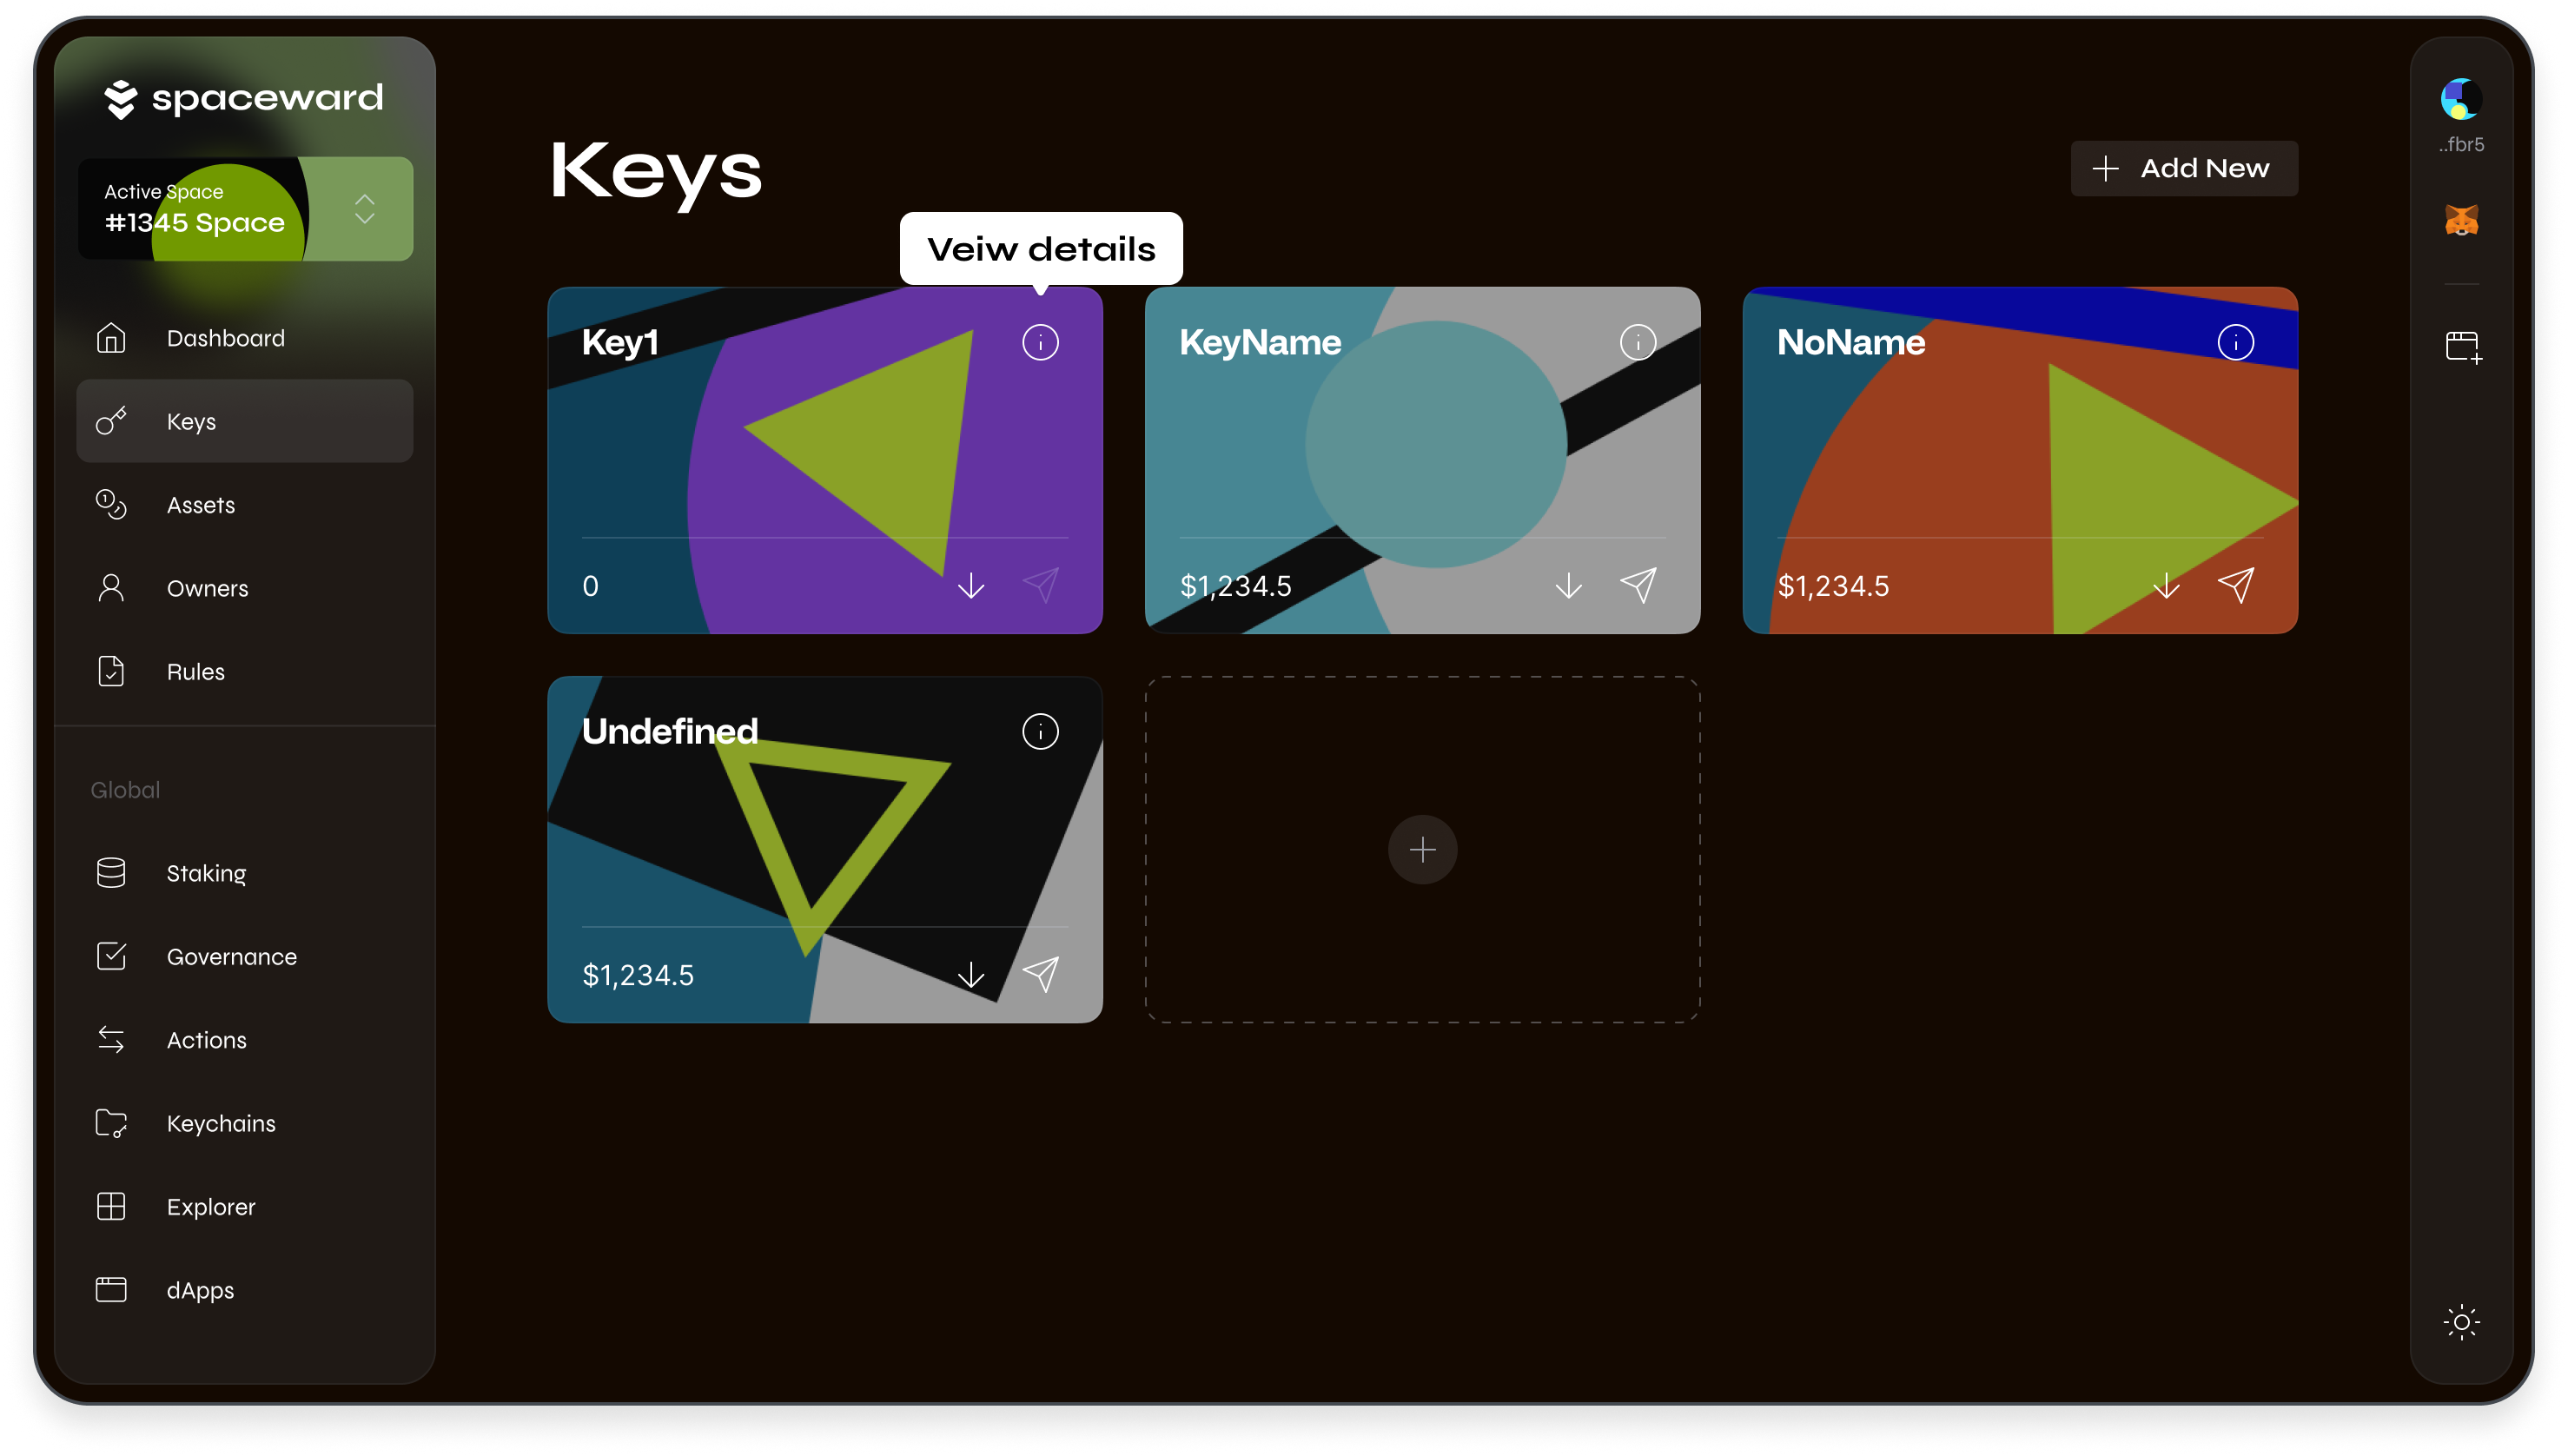 spaceward
Active Space
#1345 Space
Dashboard
Keys
Assets
Owners
Rules
Global
Staking
Governance
Actions
Keychains
Explorer
dApps
Keys
Add New
Veiw details
Key1
0
KeyName
$1,234.5
NoName
$1,234.5
Undefined
$1,234.5
..fbr5